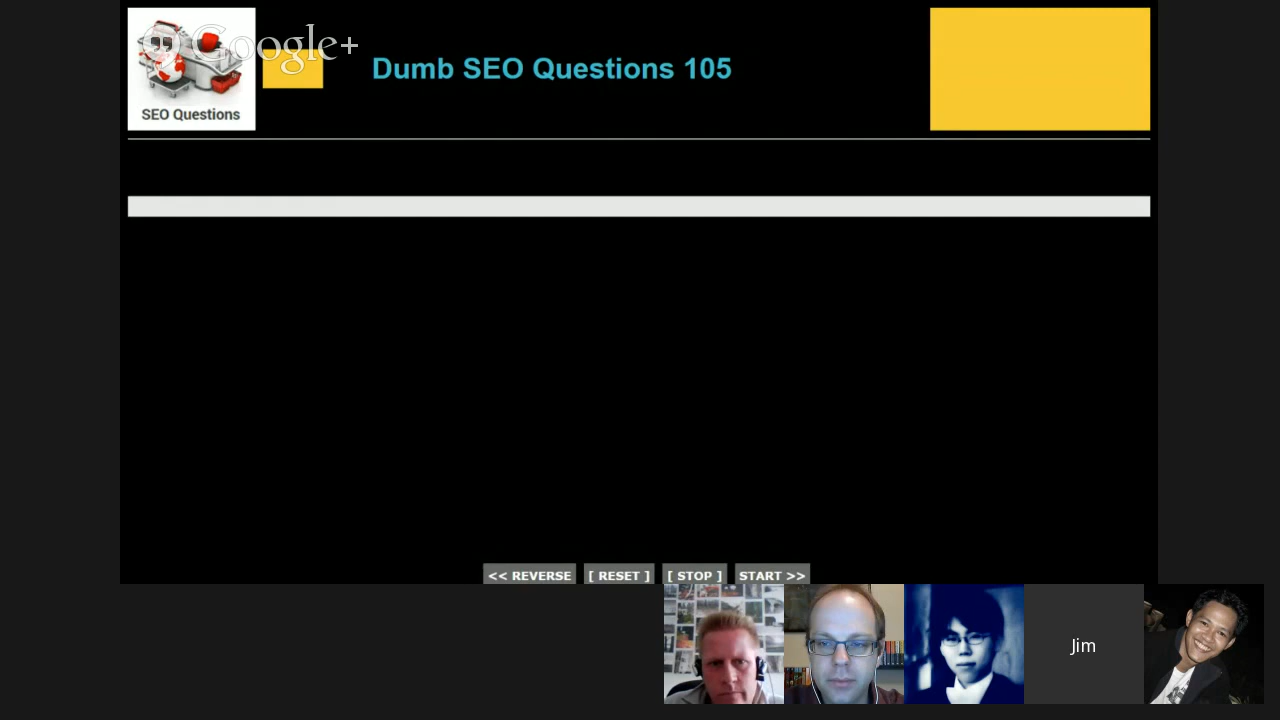 Google+
Dumb SEO Questions 105
SEO Questions
<< REVERSE
[ RESET ]
[ STOP ]
START >>
Jim